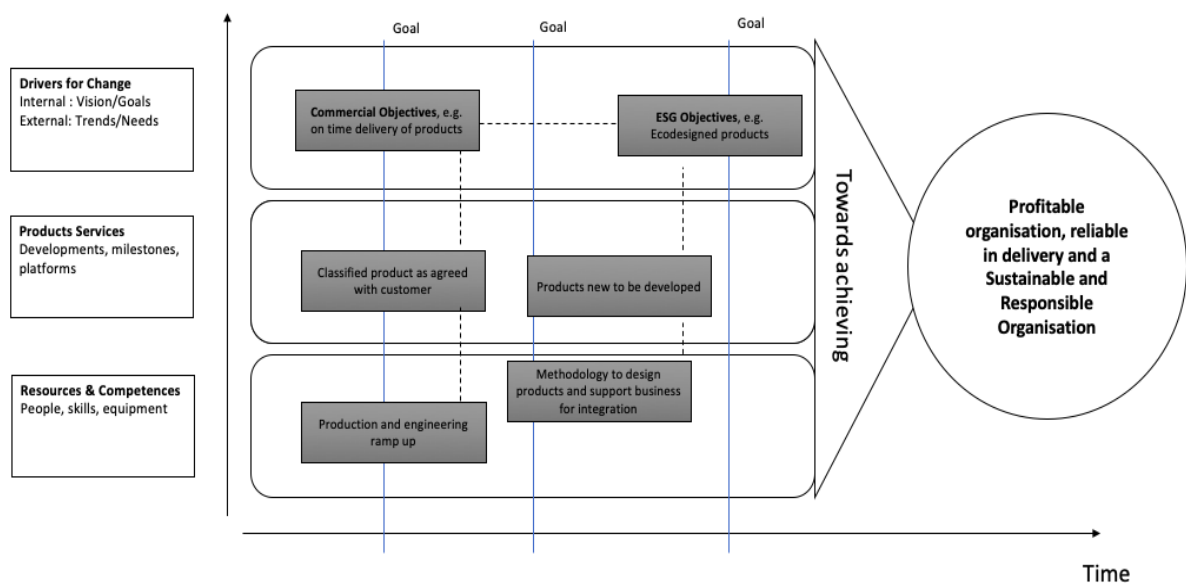 Goal
Goal
Goal
Drivers for Change
Internal : Vision/Goals
External: Trends/Needs
Commercial Objectives, e.g.
on time delivery of products
ESG Objectives, e.g.
Ecodesigned products
Products Services
Developments, milestones,
platforms
Classified product as agreed
with customer
Products new to be developed
Resources & Competences
People, skills, equipment
Methodology to design
products and support business
for integration
Production and engineering
ramp up
Towards achieving
Profitable
organisation, reliable
in delivery and a
Sustainable and
Responsible
Organisation
Time